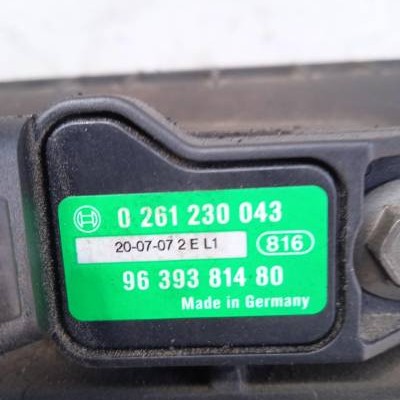 0 261 230 043
20-07-07 2 E L1 816
96 393 814 80
Made in Germany